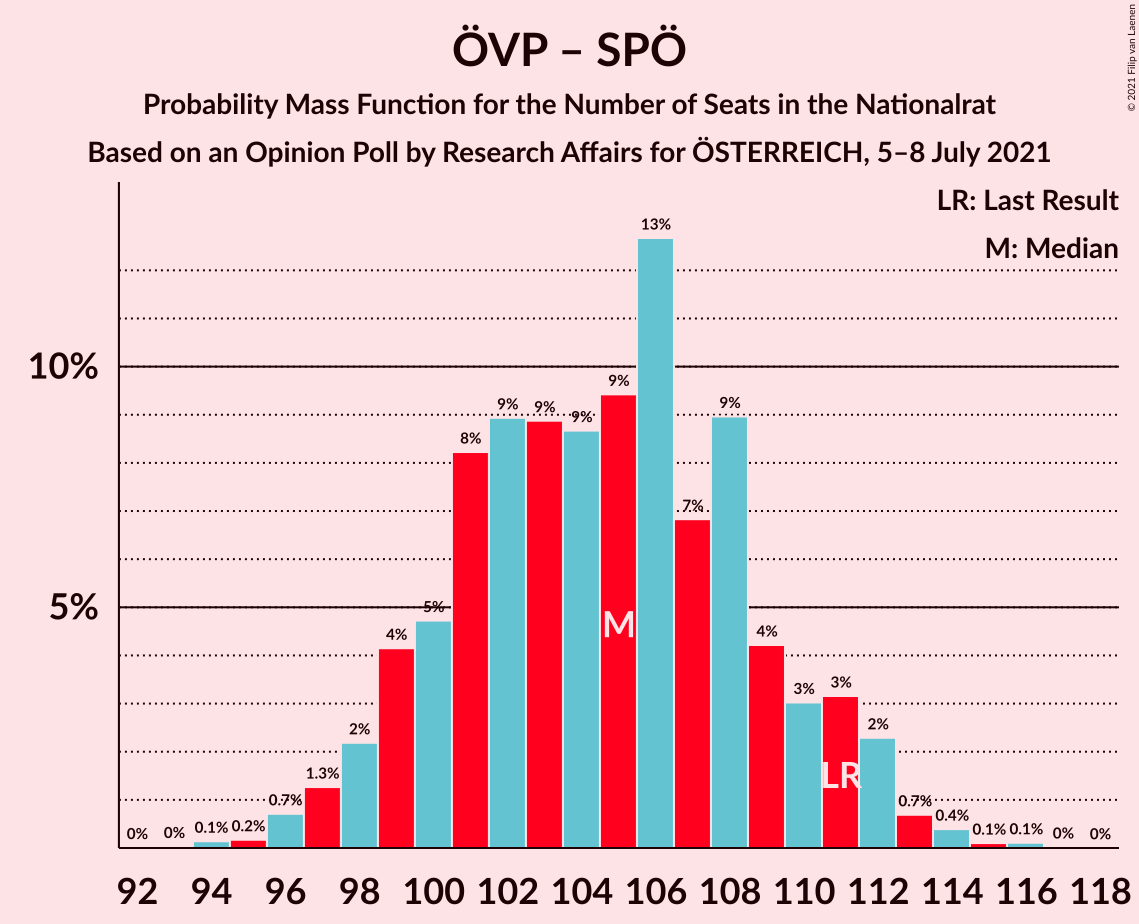 ÖVP – SPÖ
Probability Mass Function for the Number of Seats in the Nationalrat
Based on an Opinion Poll by Research Affairs for ÖSTERREICH, 5–8 July 2021
© 2021 Filip van Laenen
LR: Last Result
M: Median
10%
5%
0% 0% 0.1% 0.2% 0.7% 1.3% 2% 4% 5% 8% 9% 9% 9% 9% 13% 7% 9% 4% 3% 3% 2% 0.7% 0.4% 0.1% 0.1% 0% 0%
M
LR
92 94 96 98 100 102 104 106 108 110 112 114 116 118